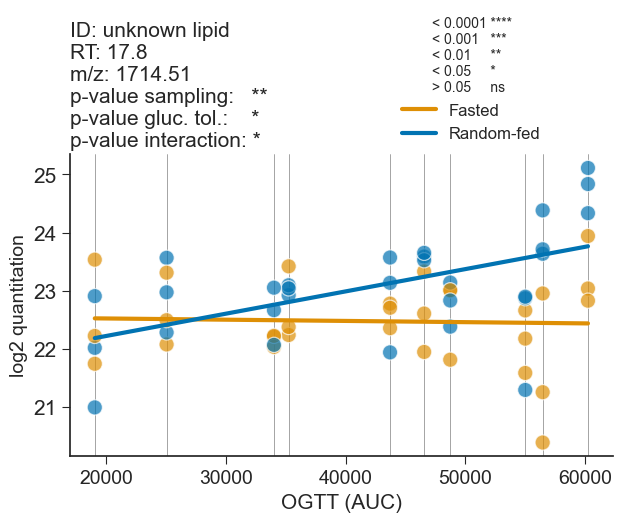 ID: unknown lipid
RT: 17.8
m/z: 1714.51
p-value sampling: **
p-value gluc. tol.: *
p-value interaction: *
< 0.0001 ****
< 0.001 ***
< 0.01 **
< 0.05 *
> 0.05 ns
Fasted
Random-fed
25
24
23
22
21
log2 quantitation
20000 30000 40000 50000 60000
OGTT (AUC)